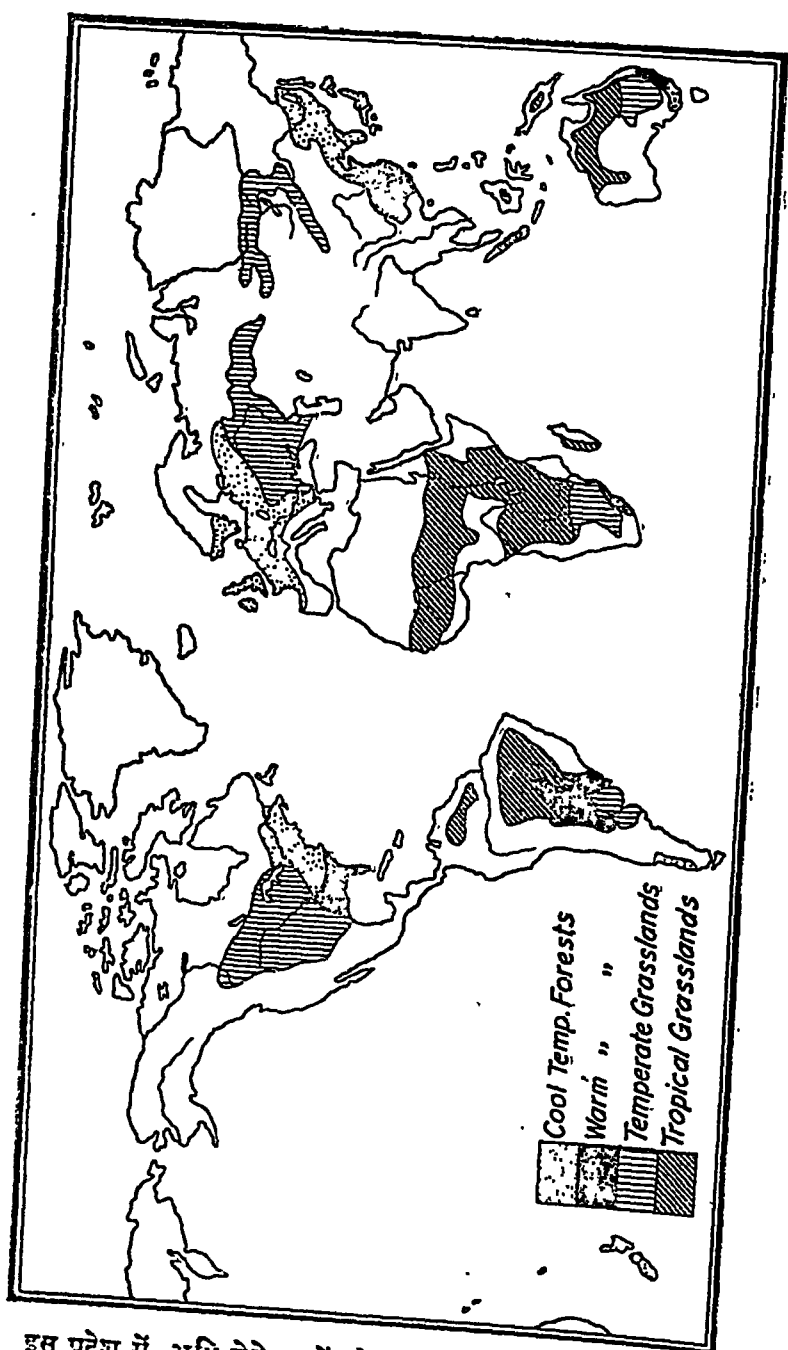 Cool Temp. Forests
Warm " "
Temperate Grasslands
Tropical Grasslands
इस प्रदेश में